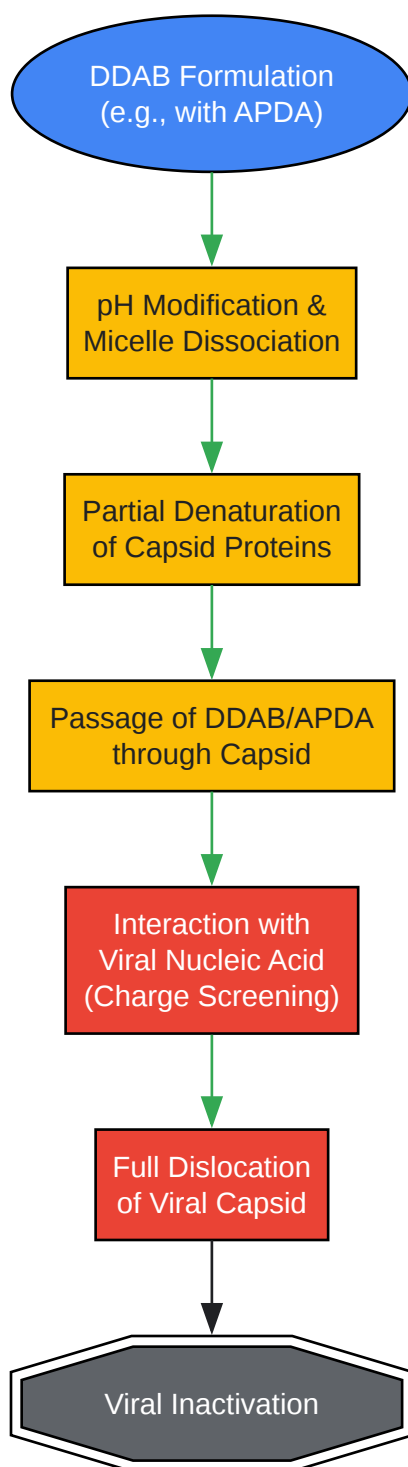 DDAB Formulation
(e.g., with APDA)
pH Modification &
Micelle Dissociation
Partial Denaturation
of Capsid Proteins
Passage of DDAB/APDA
through Capsid
Interaction with
Viral Nucleic Acid
(Charge Screening)
Full Dislocation
of Viral Capsid
Viral Inactivation